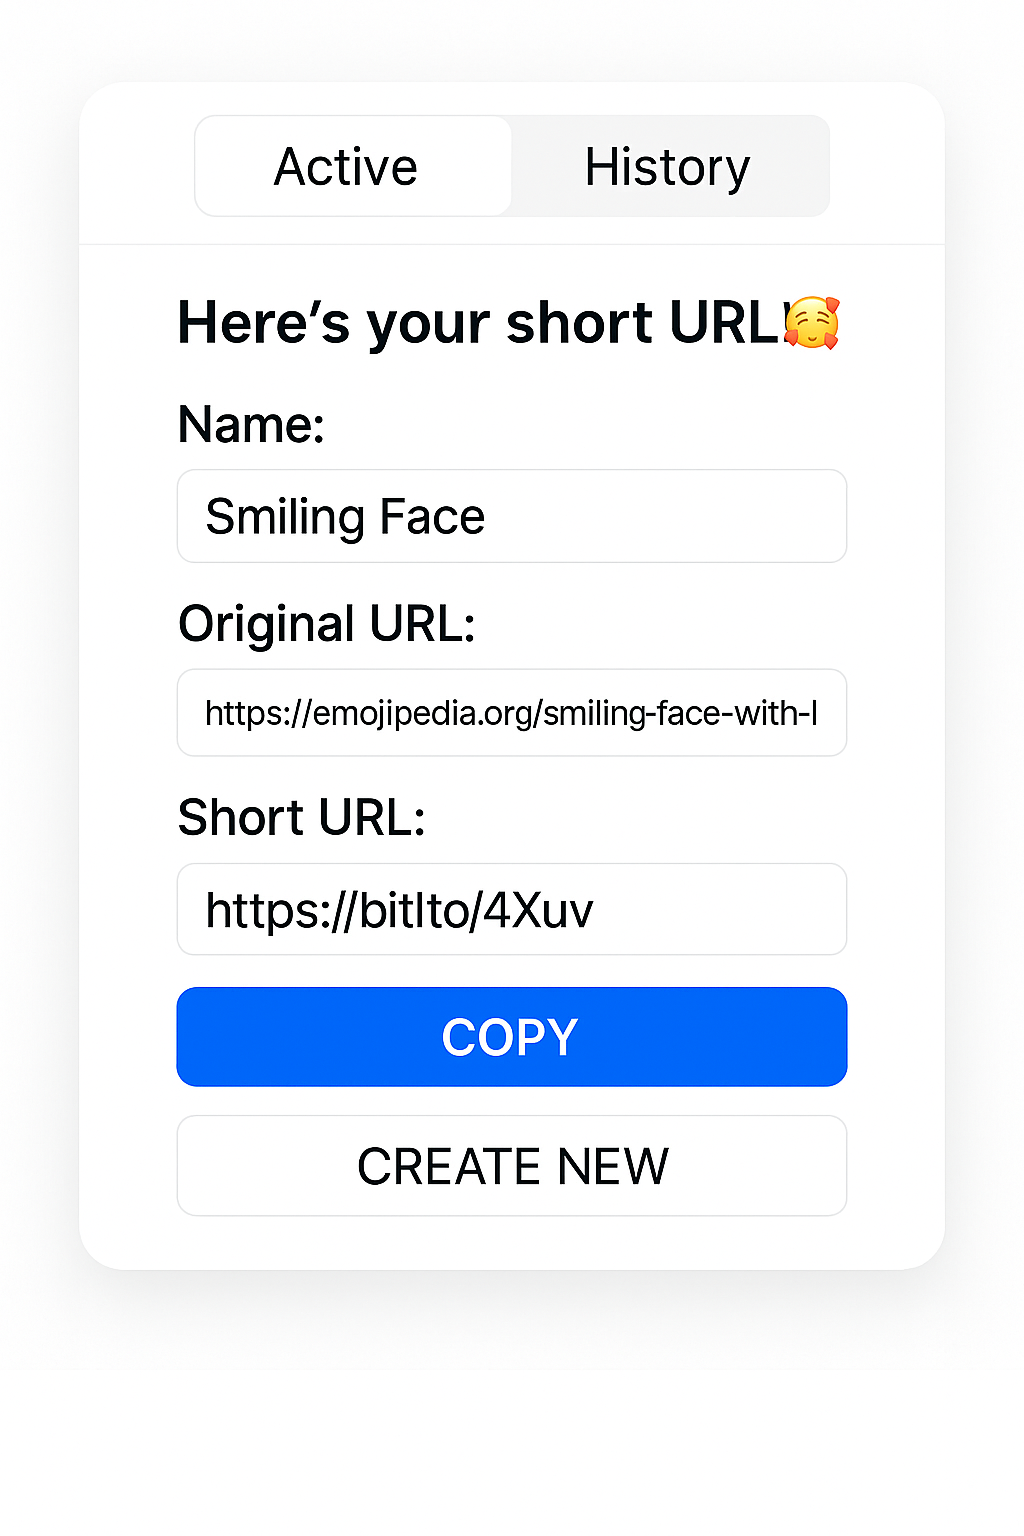 Active History
Here’s your short URL!🥰
Name:
Smiling Face
Original URL:
https://emojipedia.org/smiling-face-with-l
Short URL:
https://bitlto/4Xuv
COPY
CREATE NEW